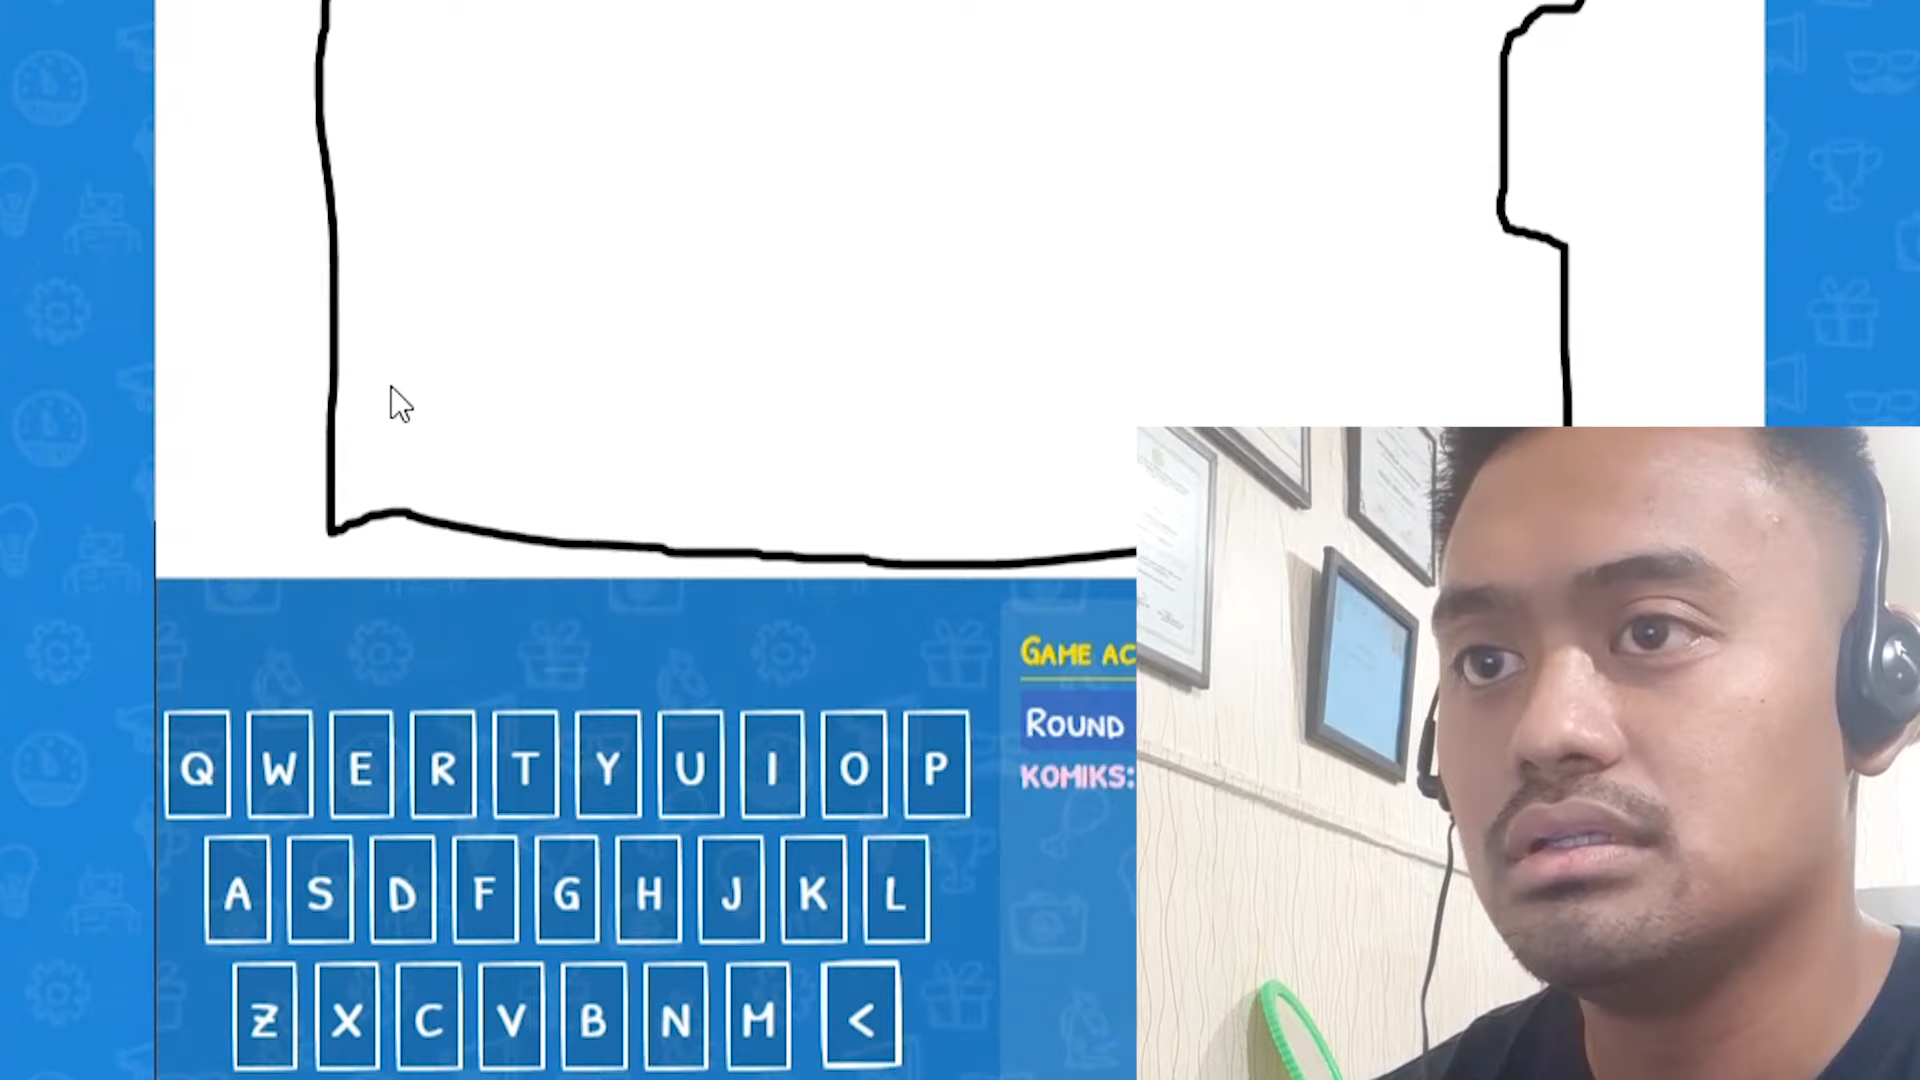 GAME AC
ROUND
KOMIKS:
Q W E R T Y U I O P
A S D F G H J K L
Z X C V B N M <